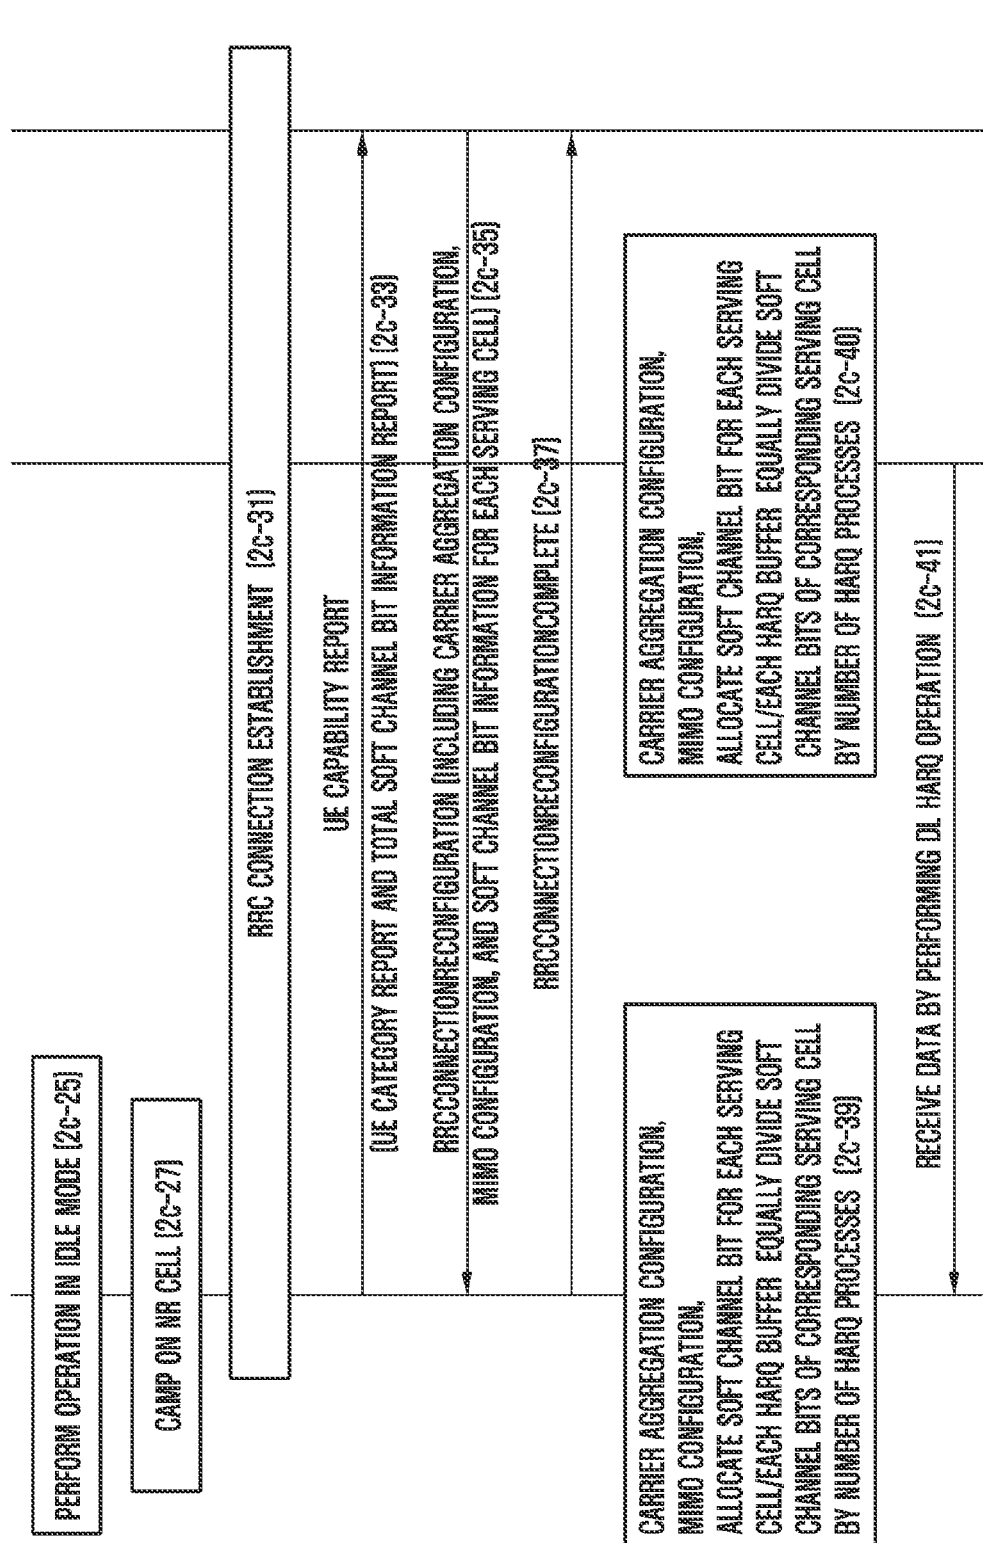 PERFORM OPERATION IN IDLE MODE (2c-25)
CAMP ON NR CELL (2c-27)
RRC CONNECTION ESTABLISHMENT (2c-31)
UE CAPABILITY REPORT
(UE CATEGORY REPORT AND TOTAL SOFT CHANNEL BIT INFORMATION REPORT) (2c-33)
RRCCONNECTIONRECONFIGURATION (INCLUDING CARRIER AGGREGATION CONFIGURATION,
MIMO CONFIGURATION, AND SOFT CHANNEL BIT INFORMATION FOR EACH SERVING CELL) (2c-35)
RRCCONNECTIONRECONFIGURATIONCOMPLETE (2c-37)
CARRIER AGGREGATION CONFIGURATION,
MIMO CONFIGURATION,
ALLOCATE SOFT CHANNEL BIT FOR EACH SERVING
CELL/EACH HARQ BUFFER EQUALLY DIVIDE SOFT
CHANNEL BITS OF CORRESPONDING SERVING CELL
BY NUMBER OF HARQ PROCESSES (2c-39)
CARRIER AGGREGATION CONFIGURATION,
MIMO CONFIGURATION,
ALLOCATE SOFT CHANNEL BIT FOR EACH SERVING
CELL/EACH HARQ BUFFER EQUALLY DIVIDE SOFT
CHANNEL BITS OF CORRESPONDING SERVING CELL
BY NUMBER OF HARQ PROCESSES (2c-40)
RECEIVE DATA BY PERFORMING DL HARQ OPERATION (2c-41)